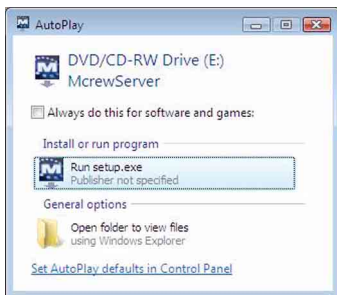 AutoPlay
DVD/CD-RW Drive (E:)
McrewServer
Always do this for software and games:
Install or run program
Run setup.exe
Publisher not specified
General options
Open folder to view files
using Windows Explorer
Set AutoPlay defaults in Control Panel